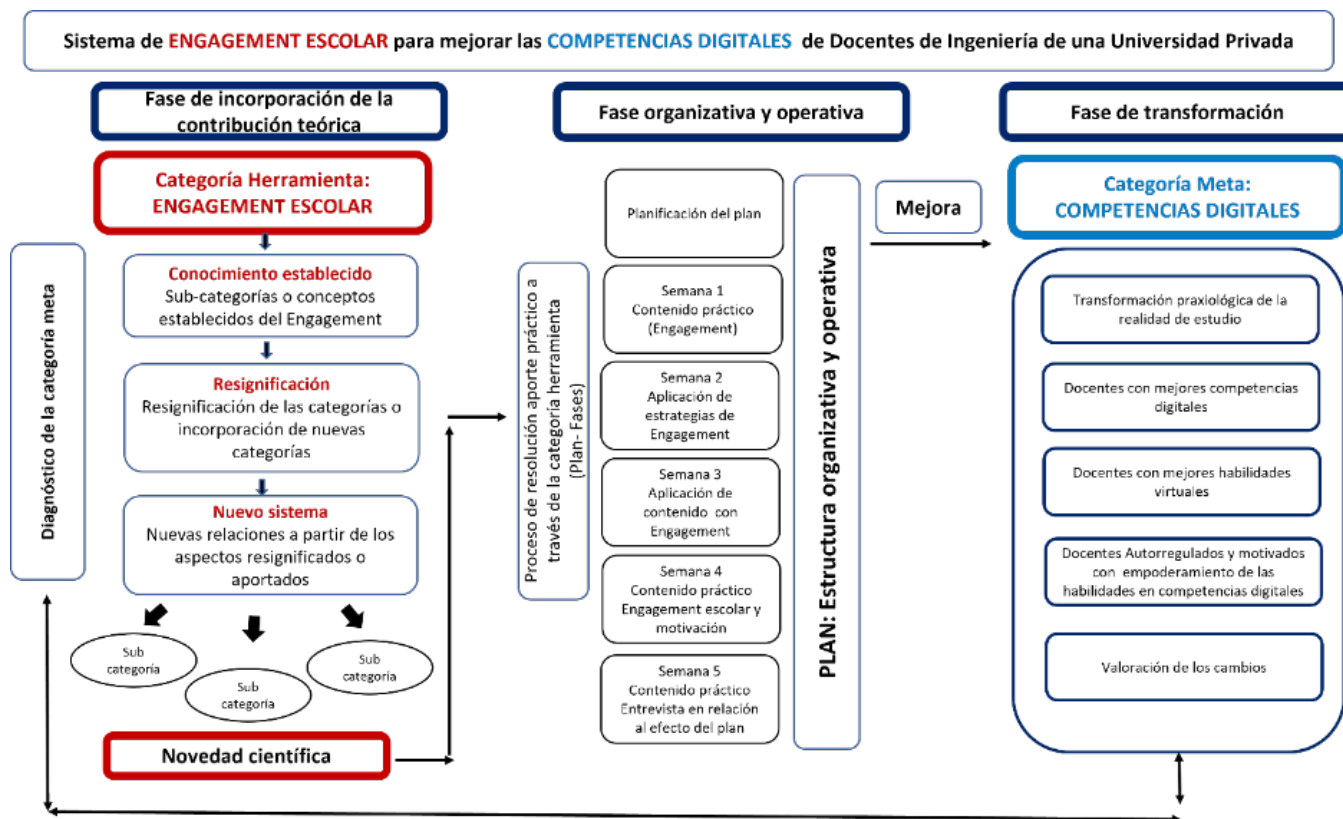 Sistema de ENGAGEMENT ESCOLAR para mejorar las COMPETENCIAS DIGITALES de Docentes de Ingeniería de una Universidad Privada
Fase de incorporación de la
contribución teórica
Categoría Herramienta:
ENGAGEMENT ESCOLAR
Diagnóstico de la categoría meta
Conocimiento establecido
Sub-categorías o conceptos
establecidos del Engagement
Resignificación
Resignificación de las categorías o
incorporación de nuevas
categorías
Nuevo sistema
Nuevas relaciones a partir de los
aspectos resignificados o
aportados
Sub
categoría
Sub
categoría
Sub
categoría
Novedad científica
Fase organizativa y operativa
Proceso de resolución aporte práctico a
través de la categoría herramienta
(Plan- Fases)
Planificación del plan
Semana 1
Contenido práctico
(Engagement)
Semana 2
Aplicación de
estrategias de
Engagement
Semana 3
Aplicación de
contenido con
Engagement
Semana 4
Contenido práctico
Engagement escolar y
motivación
Semana 5
Contenido práctico
Entrevista en relación
al efecto del plan
PLAN: Estructura organizativa y operativa
Mejora
Fase de transformación
Categoría Meta:
COMPETENCIAS DIGITALES
Transformación praxiológica de la
realidad de estudio
Docentes con mejores competencias
digitales
Docentes con mejores habilidades
virtuales
Docentes Autorregulados y motivados
con empoderamiento de las
habilidades en competencias digitales
Valoración de los cambios